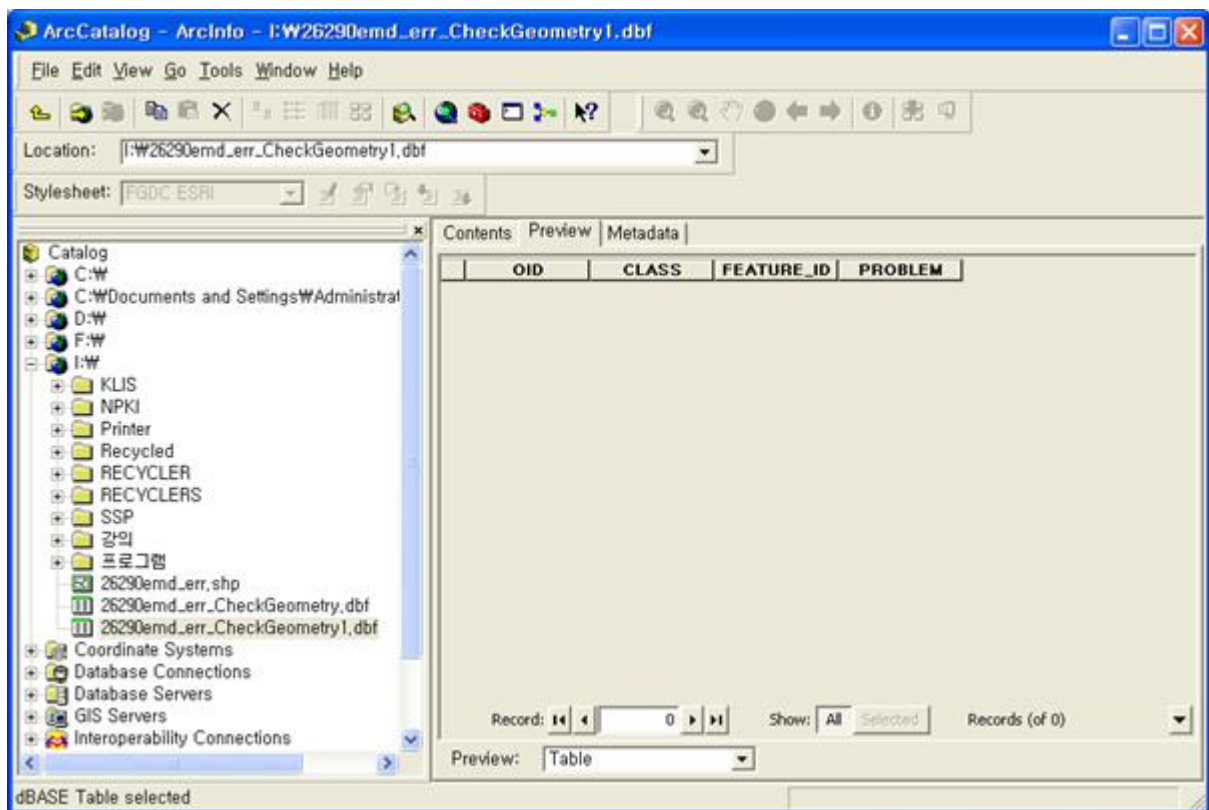 ArcCatalog - ArcInfo - I:₩26290emd_err_CheckGeometry1.dbf
File Edit View Go Tools Window Help
Location: I:₩26290emd_err_CheckGeometry1.dbf
Stylesheet: FGDC ESRI
Contents Preview Metadata
Catalog
C:₩
C:₩Documents and Settings₩Administrat
D:₩
F:₩
I:₩
KLIS
NPKI
Printer
Recycled
RECYCLER
RECYCLERS
SSP
강의
프로그램
26290emd_err.shp
26290emd_err_CheckGeometry.dbf
26290emd_err_CheckGeometry1.dbf
Coordinate Systems
Database Connections
Database Servers
GIS Servers
Interoperability Connections
OID CLASS FEATURE_ID PROBLEM
Record: 0 Show: All Selected Records (of 0)
Preview: Table
dBASE Table selected